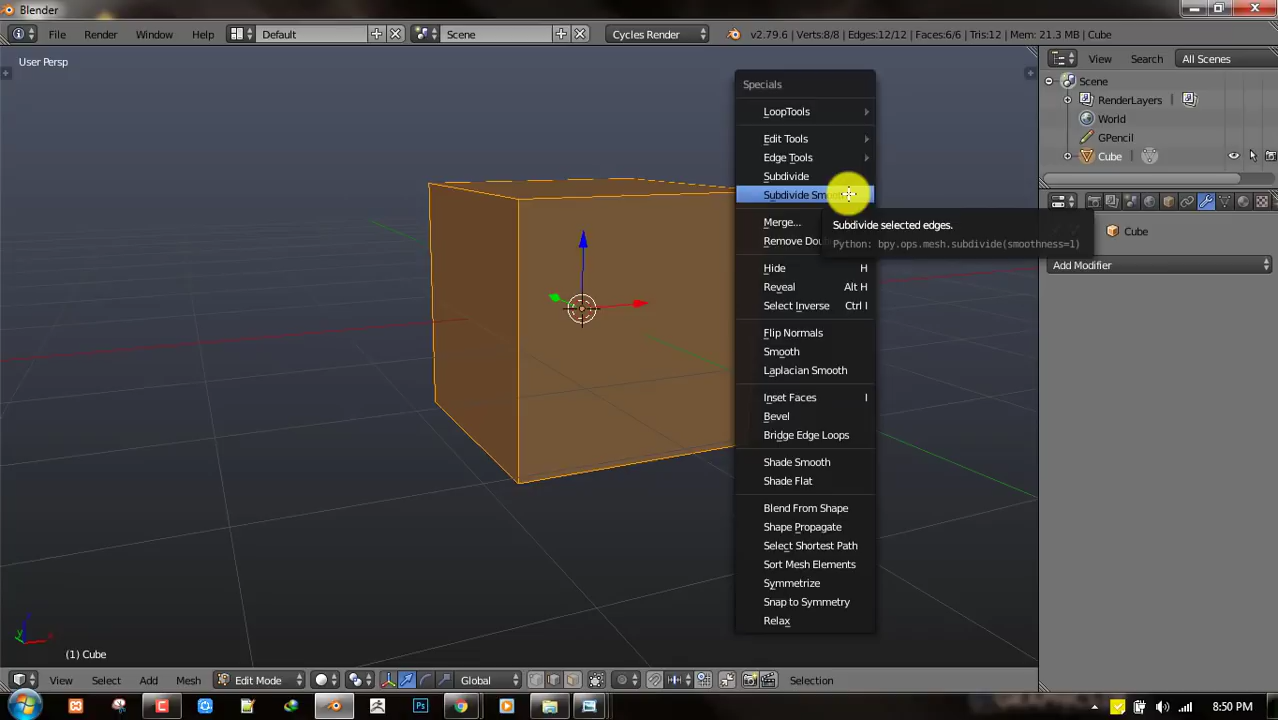 Blender
File Render Window Help Default Scene Cycles Render v2.79.6 | Verts:8/8 | Edges:12/12 | Faces:6/6 | Tris:12 | Mem: 21.3 MB | Cube
User Persp
View Search All Scenes
Scene
RenderLayers
World
GPencil
Cube
Cube
Add Modifier
Specials
LoopTools
Edit Tools
Edge Tools
Subdivide
Subdivide Smo
Merge...
Remove Dou
Subdivide selected edges.
Python: bpy.ops.mesh.subdivide(smoothness=1)
Hide H
Reveal Alt H
Select Inverse Ctrl I
Flip Normals
Smooth
Laplacian Smooth
Inset Faces I
Bevel
Bridge Edge Loops
Shade Smooth
Shade Flat
Blend From Shape
Shape Propagate
Select Shortest Path
Sort Mesh Elements
Symmetrize
Snap to Symmetry
Relax
(1) Cube
View Select Add Mesh Edit Mode Global Selection
8:50 PM